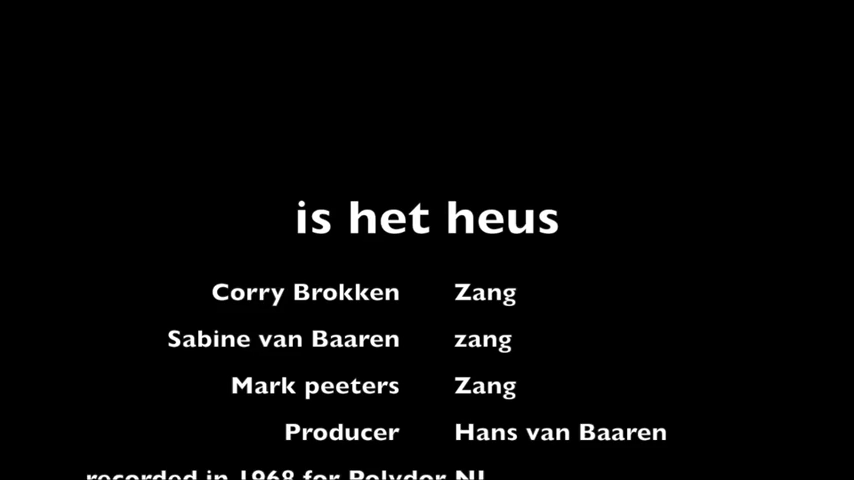 is het heus
Corry Brokken Zang
Sabine van Baaren zang
Mark peeters Zang
Producer Hans van Baaren
recorded in 1968 for Polydor NL